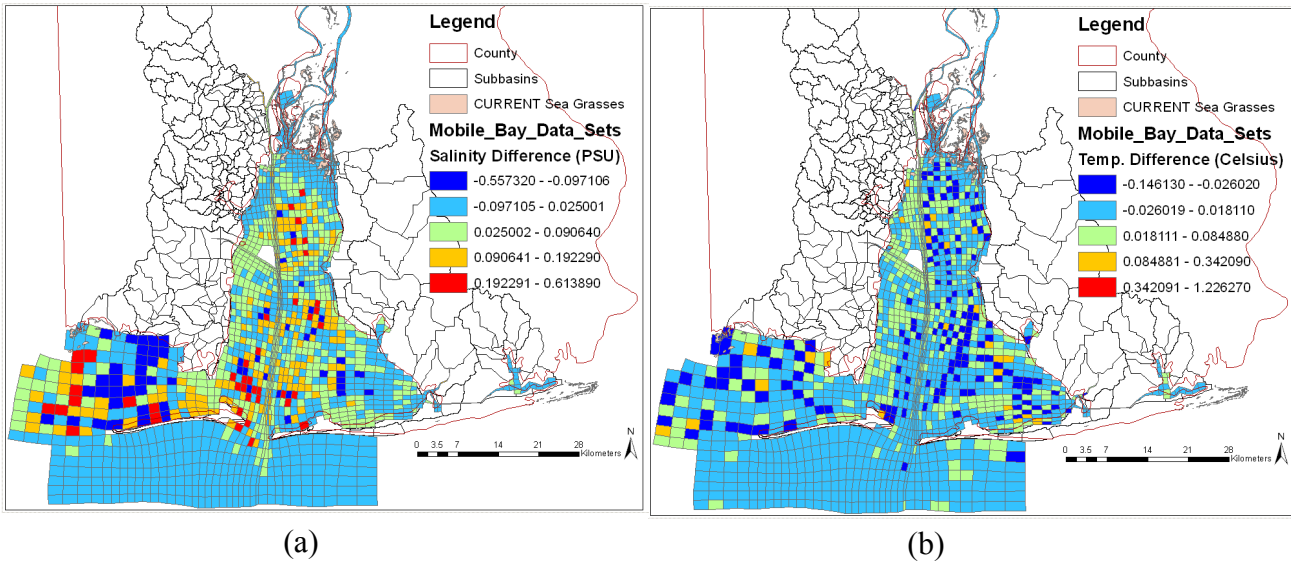 Legend
County
Subbasins
CURRENT Sea Grasses
Mobile_Bay_Data_Sets
Salinity Difference (PSU)
-0.557320 - -0.097106
-0.097105 - 0.025001
0.025002 - 0.090640
0.090641 - 0.192290
0.192291 - 0.613890
N
0 3.5 7 14 21 28
Kilometers
(a)
Legend
County
Subbasins
CURRENT Sea Grasses
Mobile_Bay_Data_Sets
Temp. Difference (Celsius)
-0.146130 - -0.026020
-0.026019 - 0.018110
0.018111 - 0.084880
0.084881 - 0.342090
0.342091 - 1.226270
N
0 3.5 7 14 21 28
Kilometers
(b)